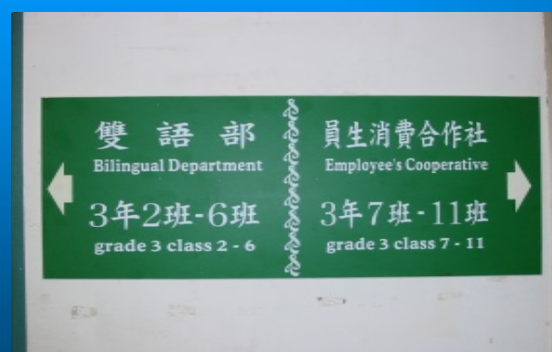 雙語部
Bilingual Department
3年2班-6班
grade 3 class 2 - 6
員生消費合作社
Employee's Cooperative
3年7班-11班
grade 3 class 7 - 11